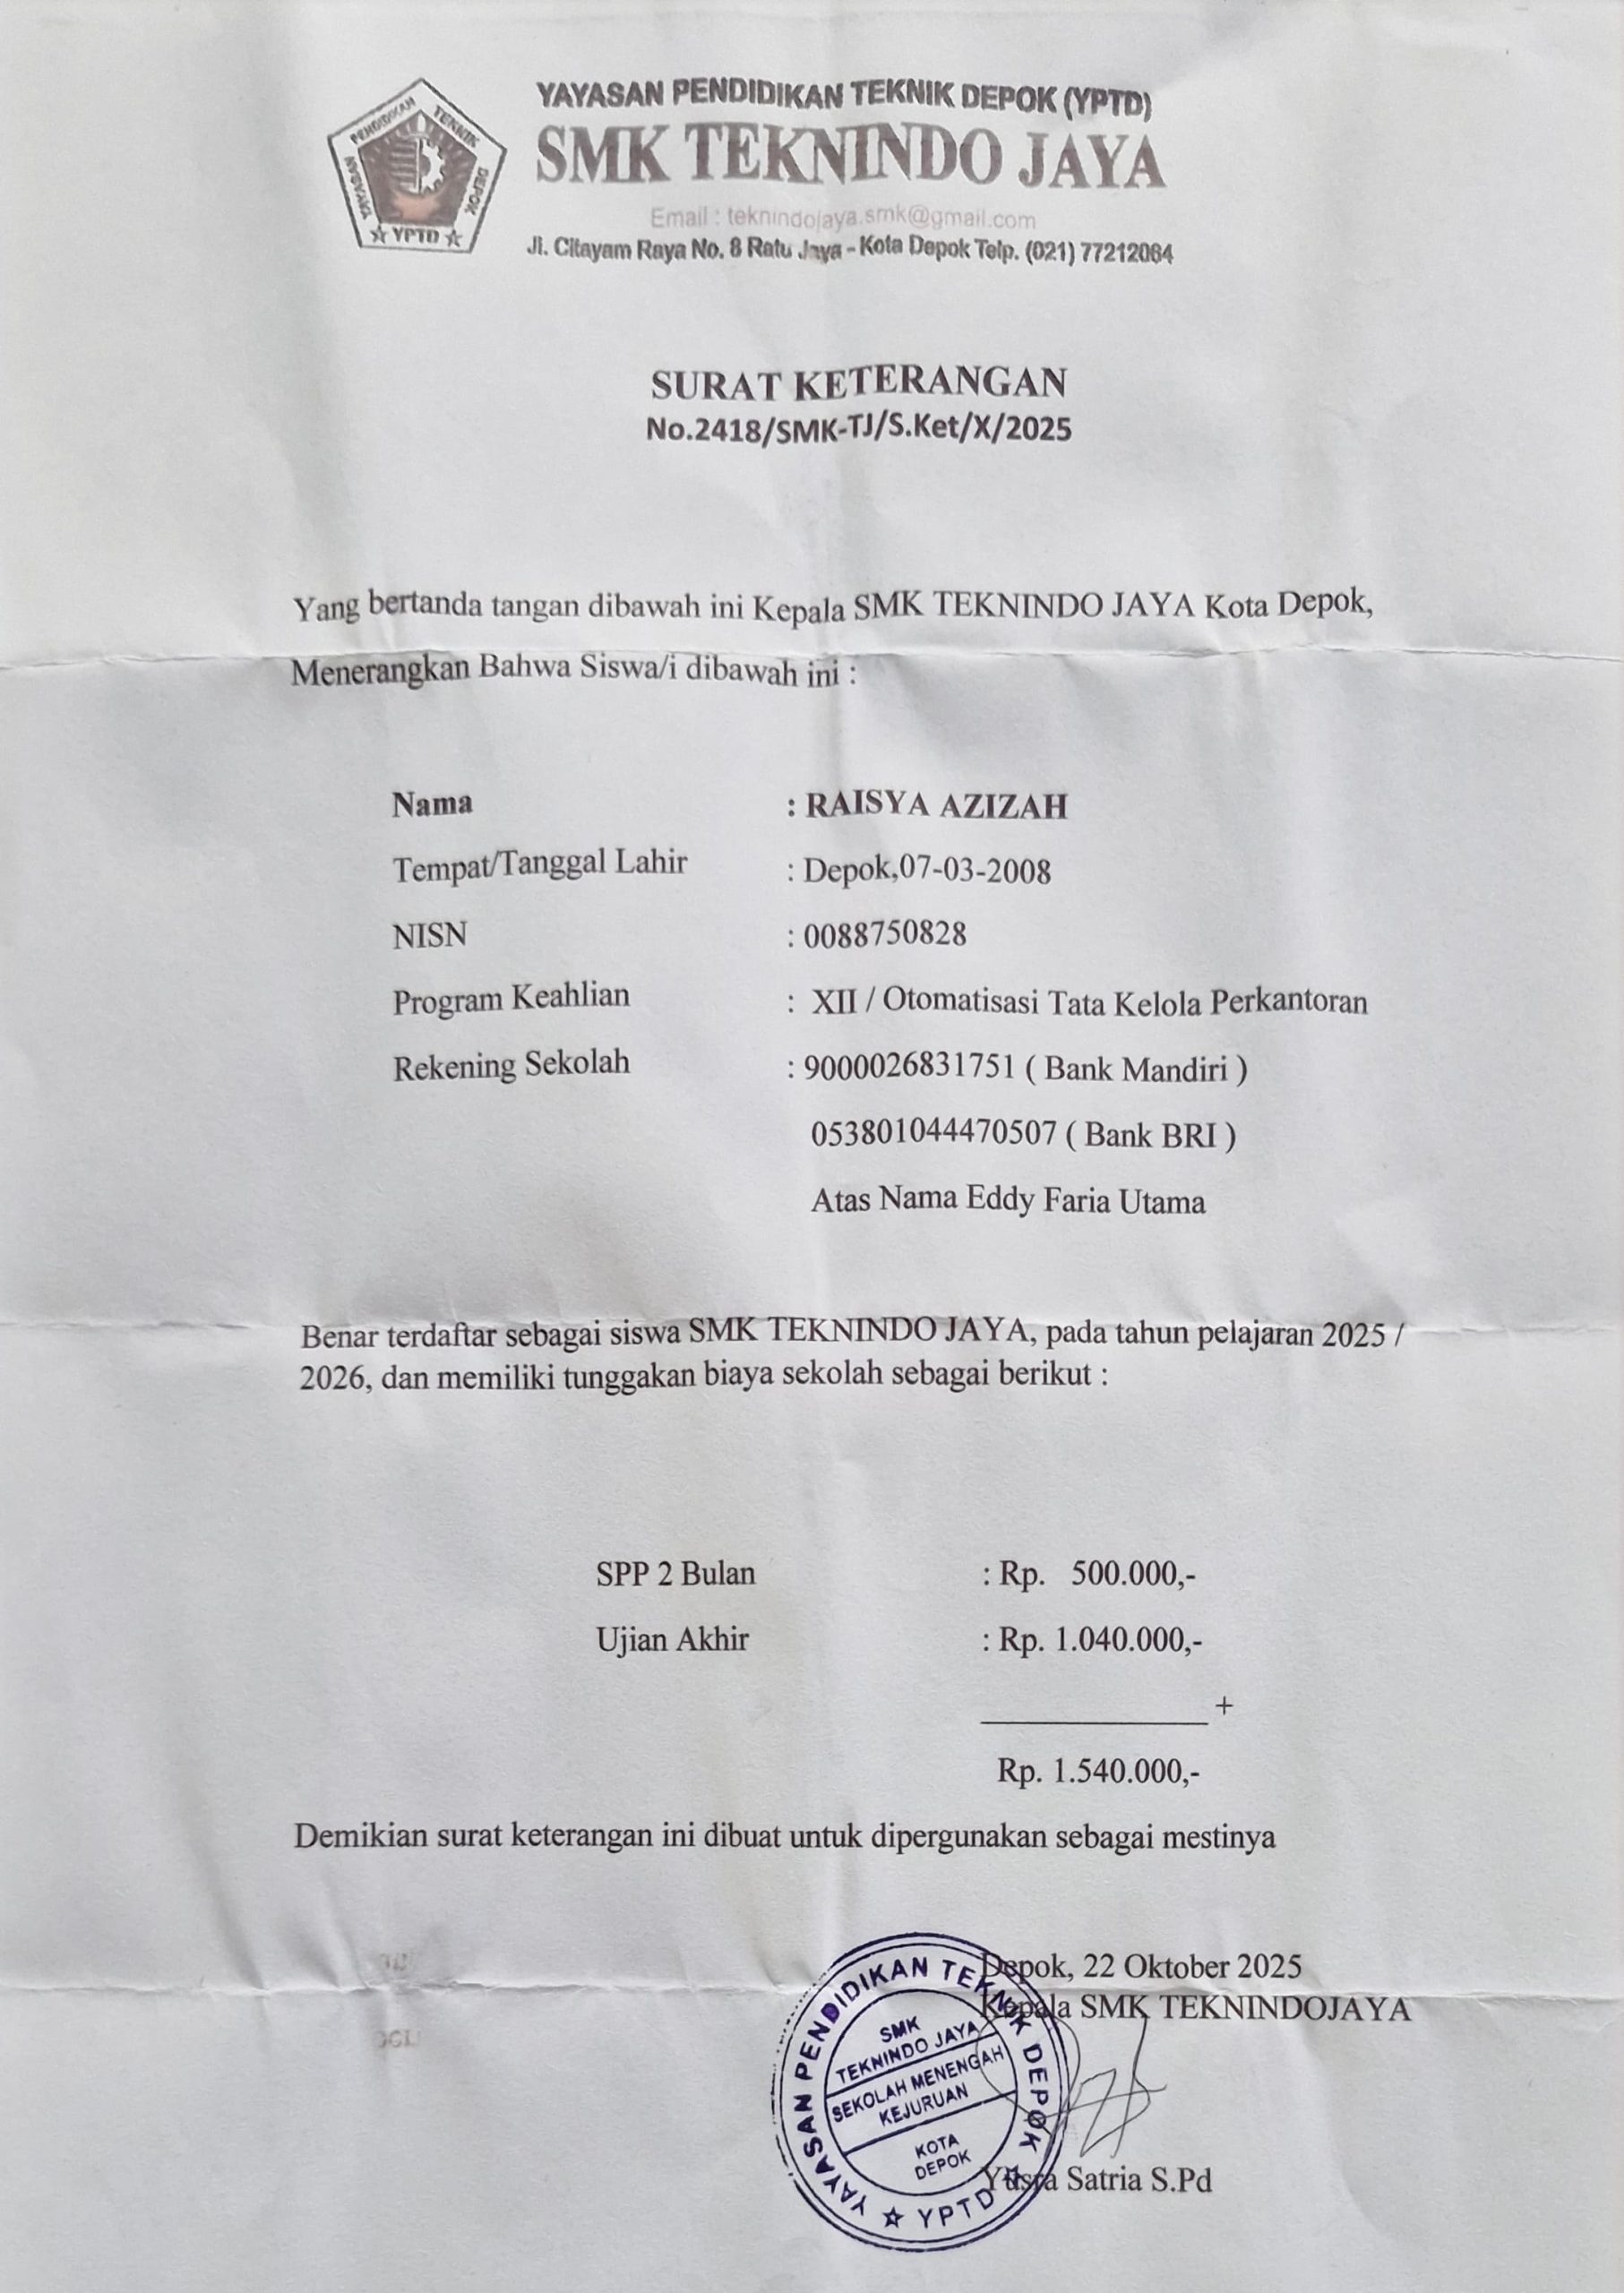 YAYASAN PENDIDIKAN TEKNIK DEPOK (YPTD)
SMK TEKNINDO JAYA
Email : teknindojaya.smk@gmail.com
Jl. Citayam Raya No. 8 Ratu Jaya - Kota Depok Telp. (021) 77212064
YAYASAN PENDIDIKAN TEKNIK DEPOK
☆ YPTD ☆
SURAT KETERANGAN
No.2418/SMK-TJ/S.Ket/X/2025
Yang bertanda tangan dibawah ini Kepala SMK TEKNINDO JAYA Kota Depok,
Menerangkan Bahwa Siswa/i dibawah ini :
Nama : RAISYA AZIZAH
Tempat/Tanggal Lahir : Depok,07-03-2008
NISN : 0088750828
Program Keahlian : XII / Otomatisasi Tata Kelola Perkantoran
Rekening Sekolah : 9000026831751 ( Bank Mandiri )
053801044470507 ( Bank BRI )
Atas Nama Eddy Faria Utama
Benar terdaftar sebagai siswa SMK TEKNINDO JAYA, pada tahun pelajaran 2025 /
2026, dan memiliki tunggakan biaya sekolah sebagai berikut :
SPP 2 Bulan : Rp. 500.000,-
Ujian Akhir : Rp. 1.040.000,-
+
Rp. 1.540.000,-
Demikian surat keterangan ini dibuat untuk dipergunakan sebagai mestinya
Depok, 22 Oktober 2025
Kepala SMK TEKNINDOJAYA
YAYASAN PENDIDIKAN TEKNIK DEPOK
☆ YPTD ☆
SMK
TEKNINDO JAYA
SEKOLAH MENENGAH
KEJURUAN
KOTA
DEPOK
Yusra Satria S.Pd